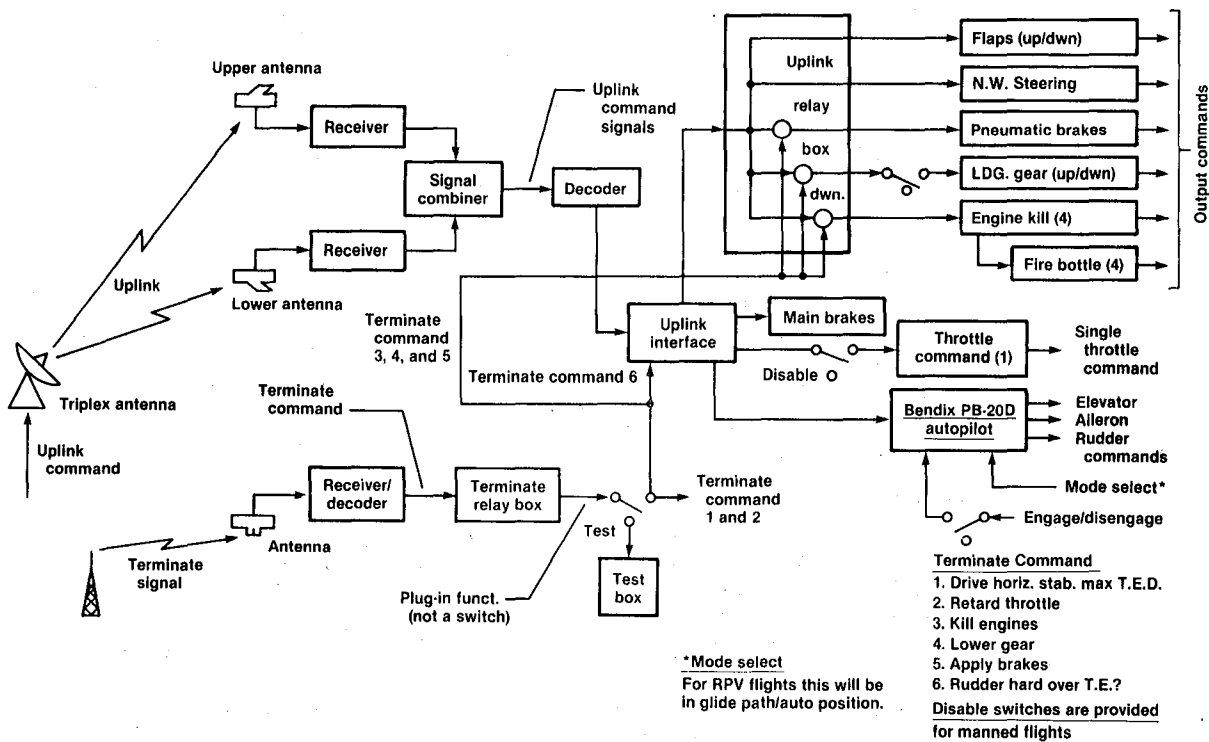 Upper antenna
Receiver
Uplink
command
signals
Signal
combiner
Decoder
Receiver
Uplink
Lower antenna
Triplex antenna
Uplink
command
Uplink
relay
box
dwn.
Flaps (up/dwn)
N.W. Steering
Pneumatic brakes
LDG. gear (up/dwn)
Engine kill (4)
Fire bottle (4)
Output commands
Terminate
command
3, 4, and 5
Uplink
interface
Main brakes
Disable
Throttle
command (1)
Single
throttle
command
Terminate command 6
Bendix PB-20D
autopilot
Elevator
Aileron
Rudder
commands
Mode select*
Engage/disengage
Terminate
command
Receiver/
decoder
Terminate
relay box
Terminate
command
1 and 2
Test
Test
box
Antenna
Terminate
signal
Plug-in funct.
(not a switch)
*Mode select
For RPV flights this will be
in glide path/auto position.
Terminate Command
1. Drive horiz. stab. max T.E.D.
2. Retard throttle
3. Kill engines
4. Lower gear
5. Apply brakes
6. Rudder hard over T.E.?
Disable switches are provided
for manned flights